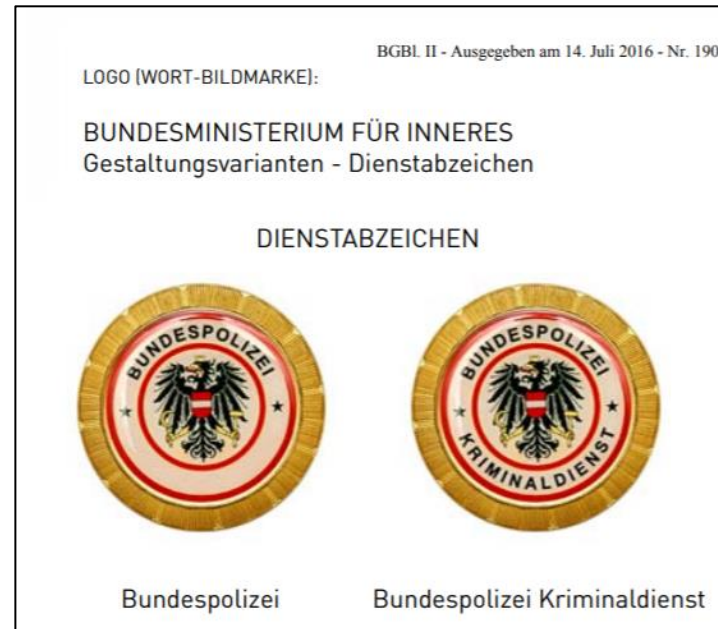 BGBl. II - Ausgegeben am 14. Juli 2016 - Nr. 190
LOGO (WORT-BILDMARKE):
BUNDESMINISTERIUM FÜR INNERES
Gestaltungsvarianten - Dienstabzeichen
DIENSTABZEICHEN
BUNDESPOLIZEI
BUNDESPOLIZEI
KRIMINALDIENST
Bundespolizei
Bundespolizei Kriminaldienst